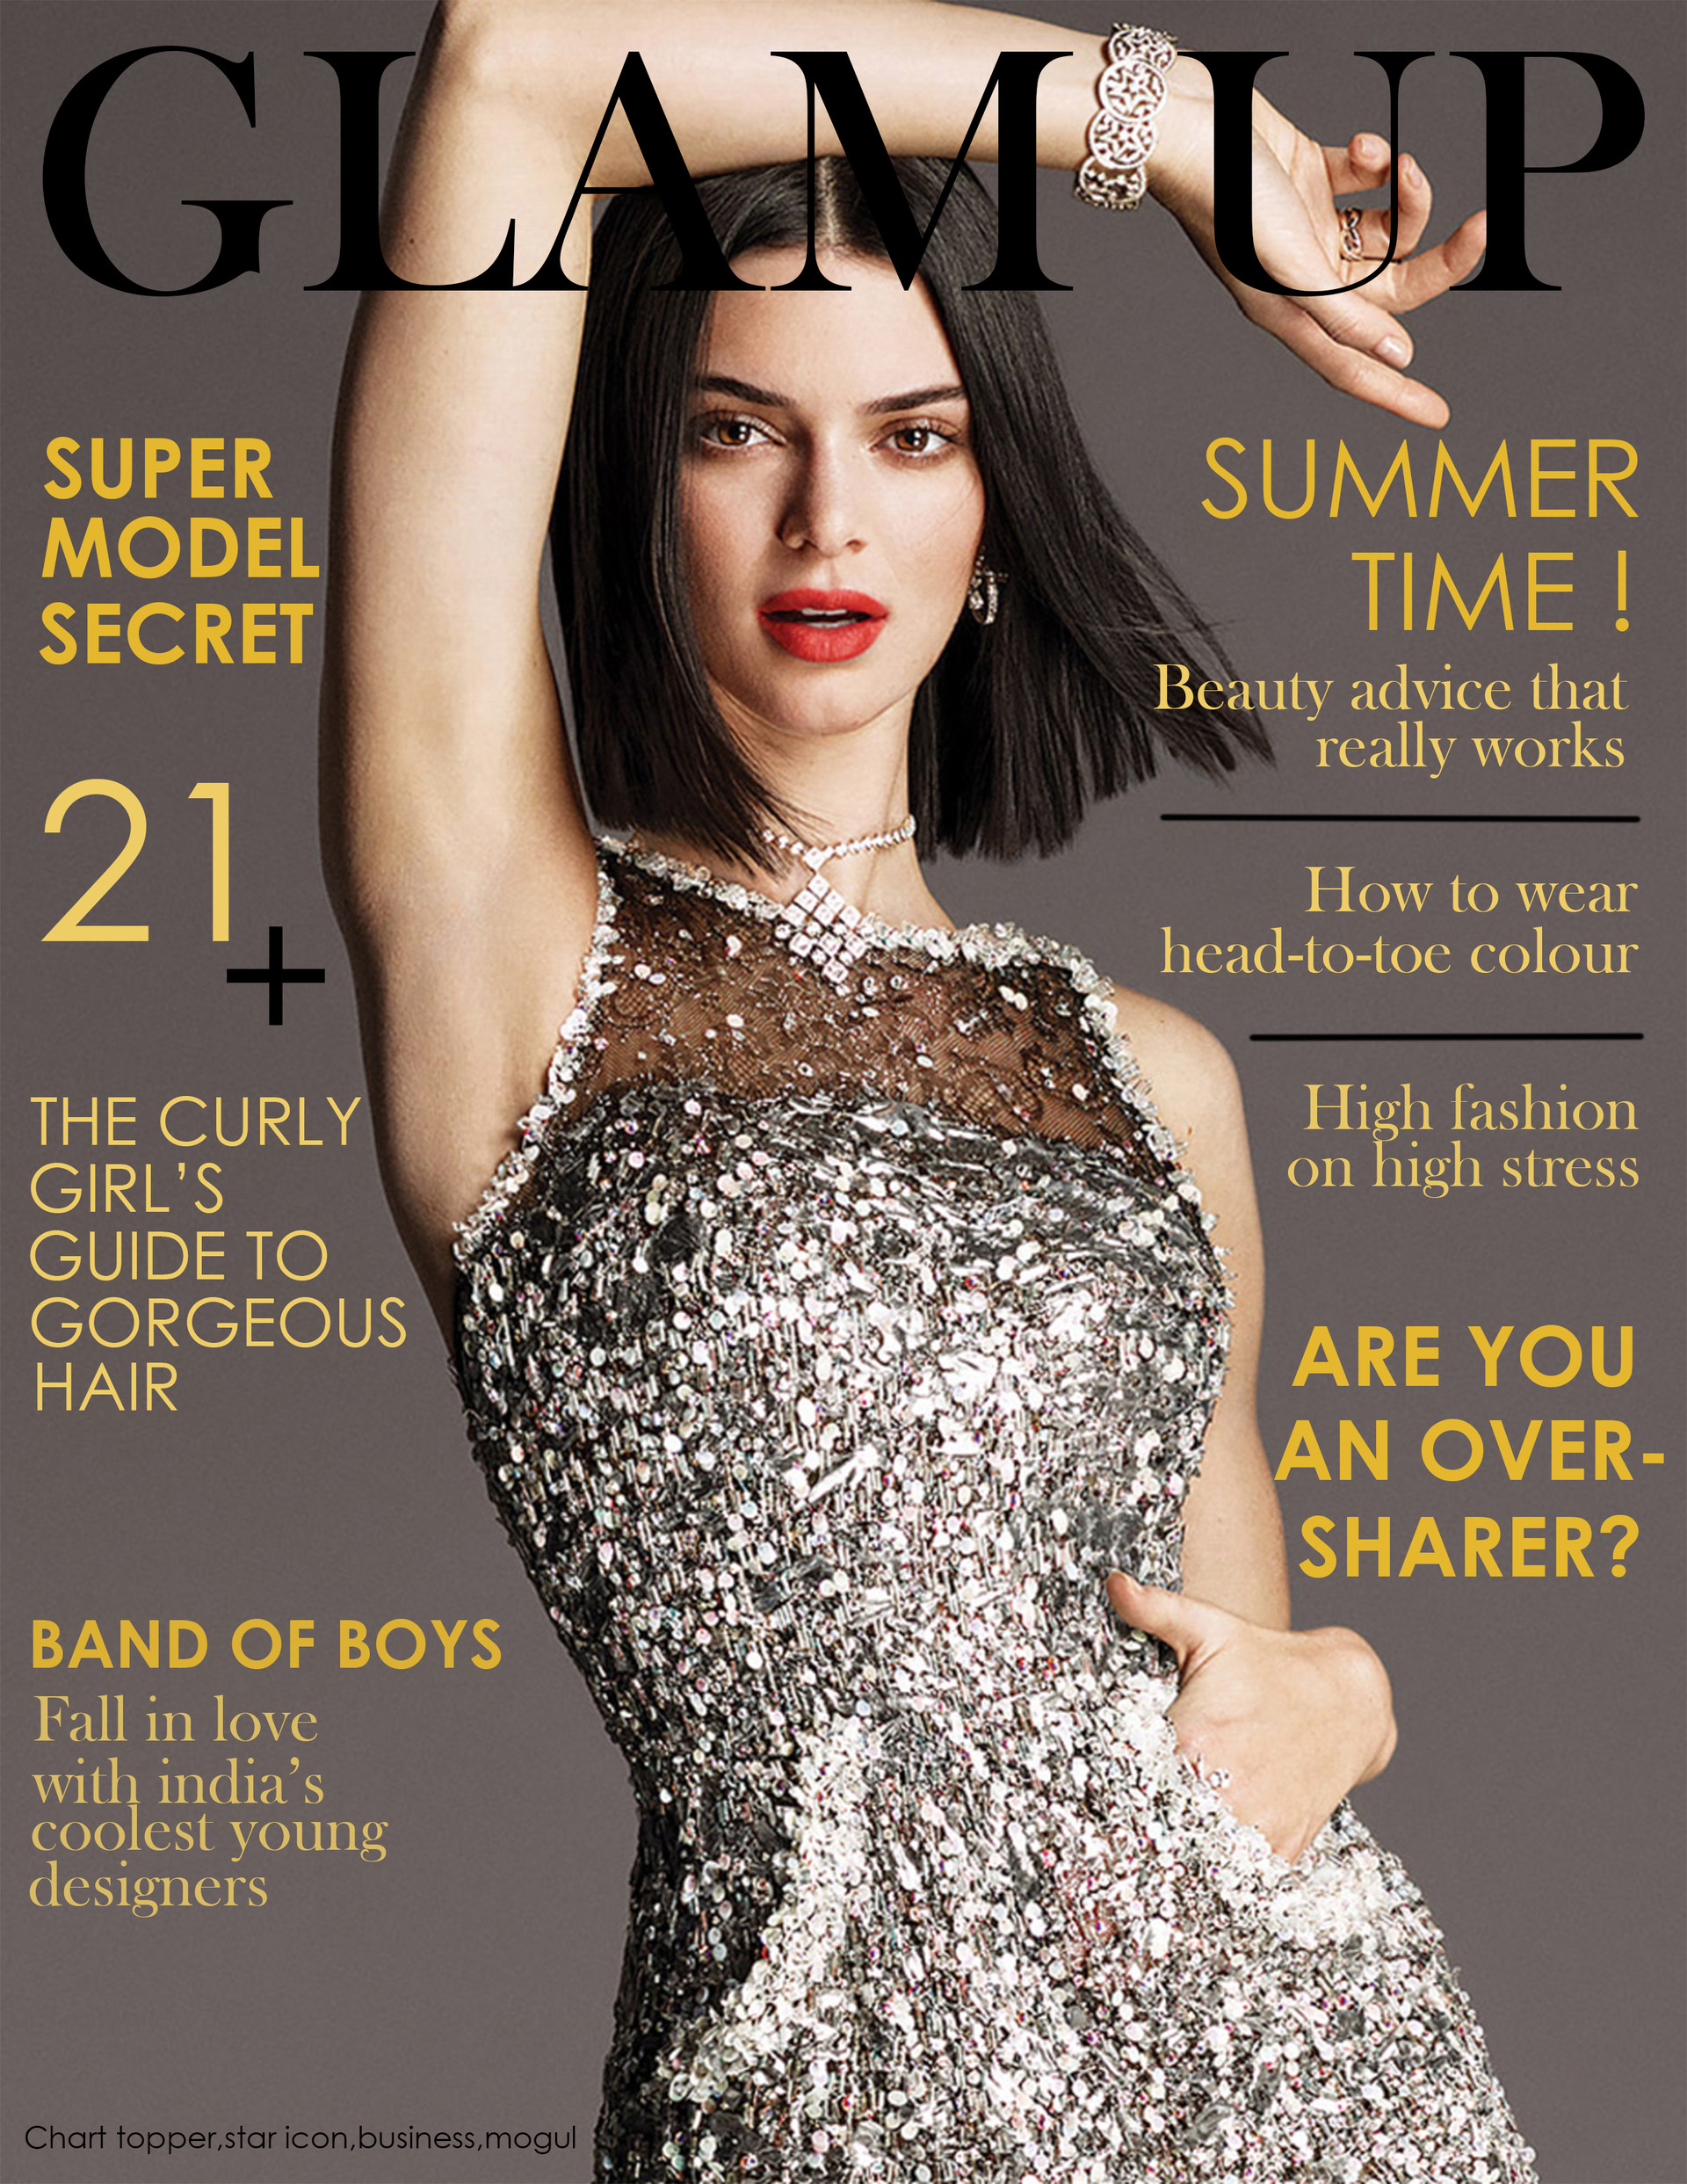 GLAM UP
SUPER
MODEL
SECRET
21
+
THE CURLY
GIRL’S
GUIDE TO
GORGEOUS
HAIR
BAND OF BOYS
Fall in love
with india’s
coolest young
designers
Chart topper,star icon,business,mogul
SUMMER
TIME !
Beauty advice that
really works
How to wear
head-to-toe colour
High fashion
on high stress
ARE YOU
AN OVER-
SHARER?